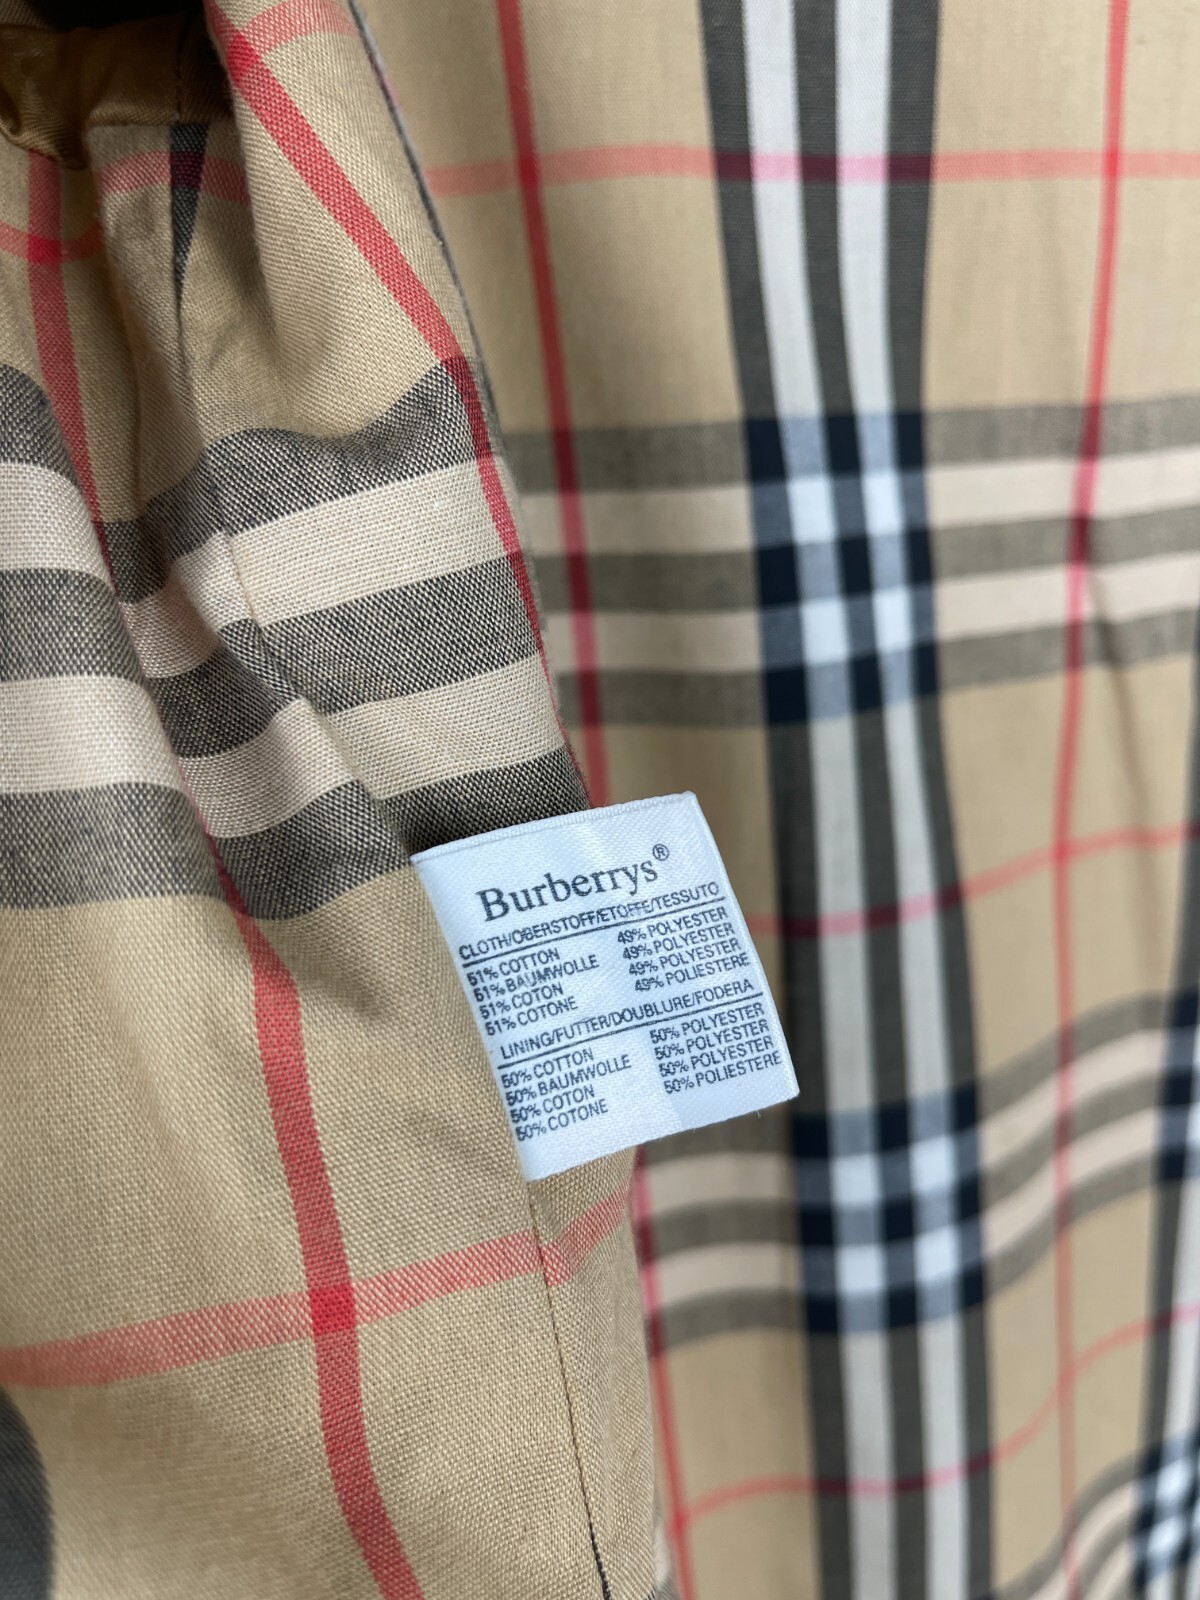 Burberrys®
CLOTH/OBERSTOFF/ETOFFE/TESSUTO
51% COTTON 49% POLYESTER
51% BAUMWOLLE 49% POLYESTER
51% COTON 49% POLYESTER
51% COTONE 49% POLIESTERE
LINING/FUTTER/DOUBLURE/FODERA
50% COTTON 50% POLYESTER
50% BAUMWOLLE 50% POLYESTER
50% COTON 50% POLYESTER
50% COTONE 50% POLIESTERE